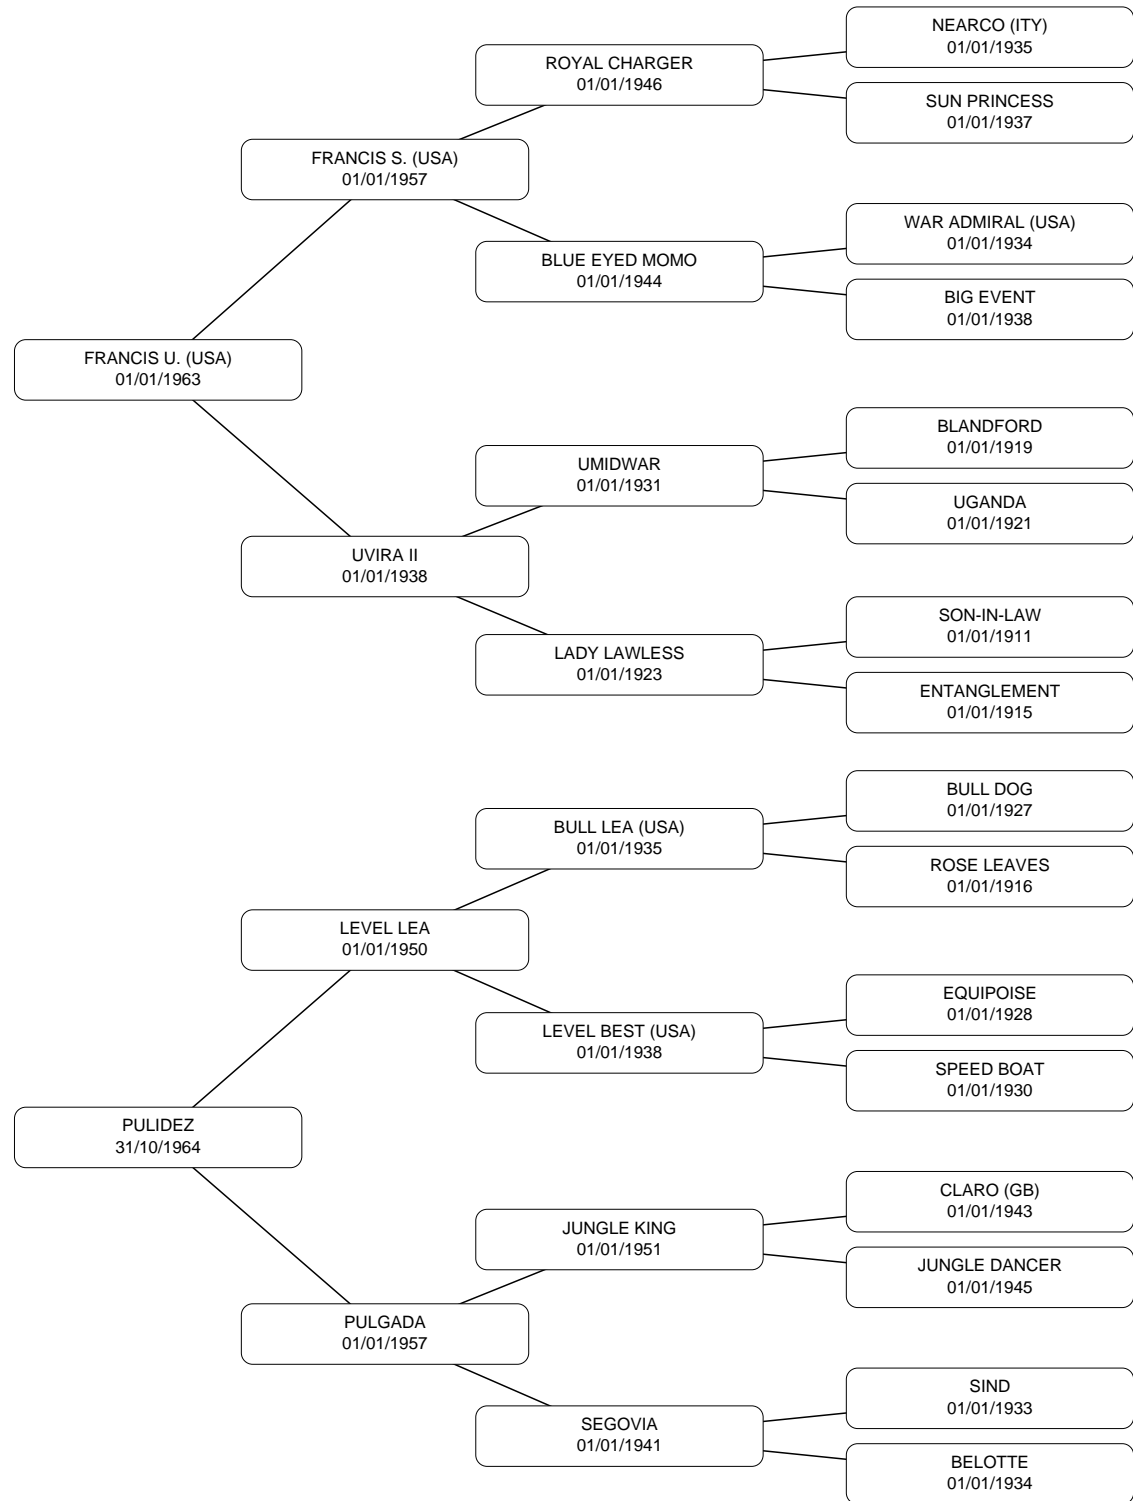 NEARCO (ITY)
01/01/1935
ROYAL CHARGER
01/01/1946
SUN PRINCESS
01/01/1937
FRANCIS S. (USA)
01/01/1957
WAR ADMIRAL (USA)
01/01/1934
BLUE EYED MOMO
01/01/1944
BIG EVENT
01/01/1938
FRANCIS U. (USA)
01/01/1963
BLANDFORD
01/01/1919
UMIDWAR
01/01/1931
UGANDA
01/01/1921
UVIRA II
01/01/1938
SON-IN-LAW
01/01/1911
LADY LAWLESS
01/01/1923
ENTANGLEMENT
01/01/1915
BULL DOG
01/01/1927
BULL LEA (USA)
01/01/1935
ROSE LEAVES
01/01/1916
LEVEL LEA
01/01/1950
EQUIPOISE
01/01/1928
LEVEL BEST (USA)
01/01/1938
SPEED BOAT
01/01/1930
PULIDEZ
31/10/1964
CLARO (GB)
01/01/1943
JUNGLE KING
01/01/1951
JUNGLE DANCER
01/01/1945
PULGADA
01/01/1957
SIND
01/01/1933
SEGOVIA
01/01/1941
BELOTTE
01/01/1934